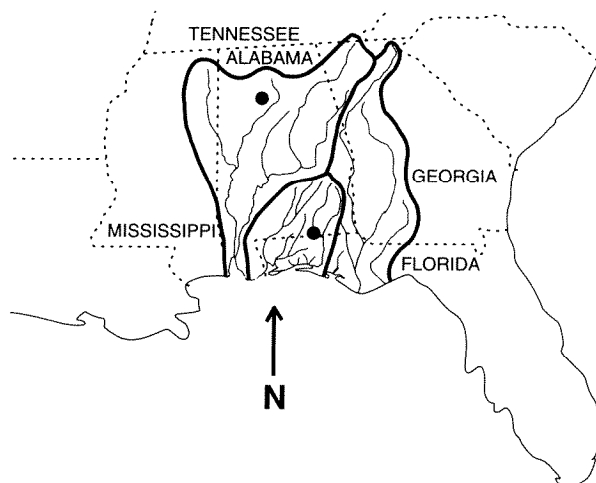 TENNESSEE
ALABAMA
GEORGIA
MISSISSIPPI
FLORIDA
N